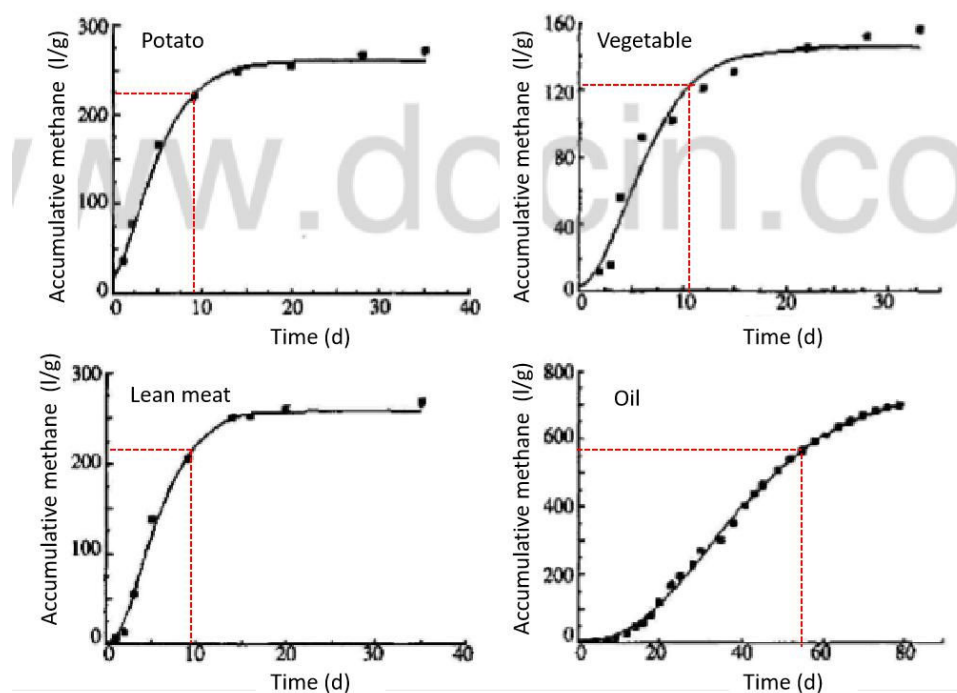 Potato
Accumulative methane (l/g)
300
200
100
0
0 10 20 30 40
Time (d)
Vegetable
Accumulative methane (l/g)
160
120
80
40
0
0 10 20 30
Time (d)
ww.docin.co
Lean meat
Accumulative methane (l/g)
300
200
100
0
0 10 20 30 40
Time (d)
Oil
Accumulative methane (l/g)
800
600
400
200
0
0 20 40 60 80
Time (d)